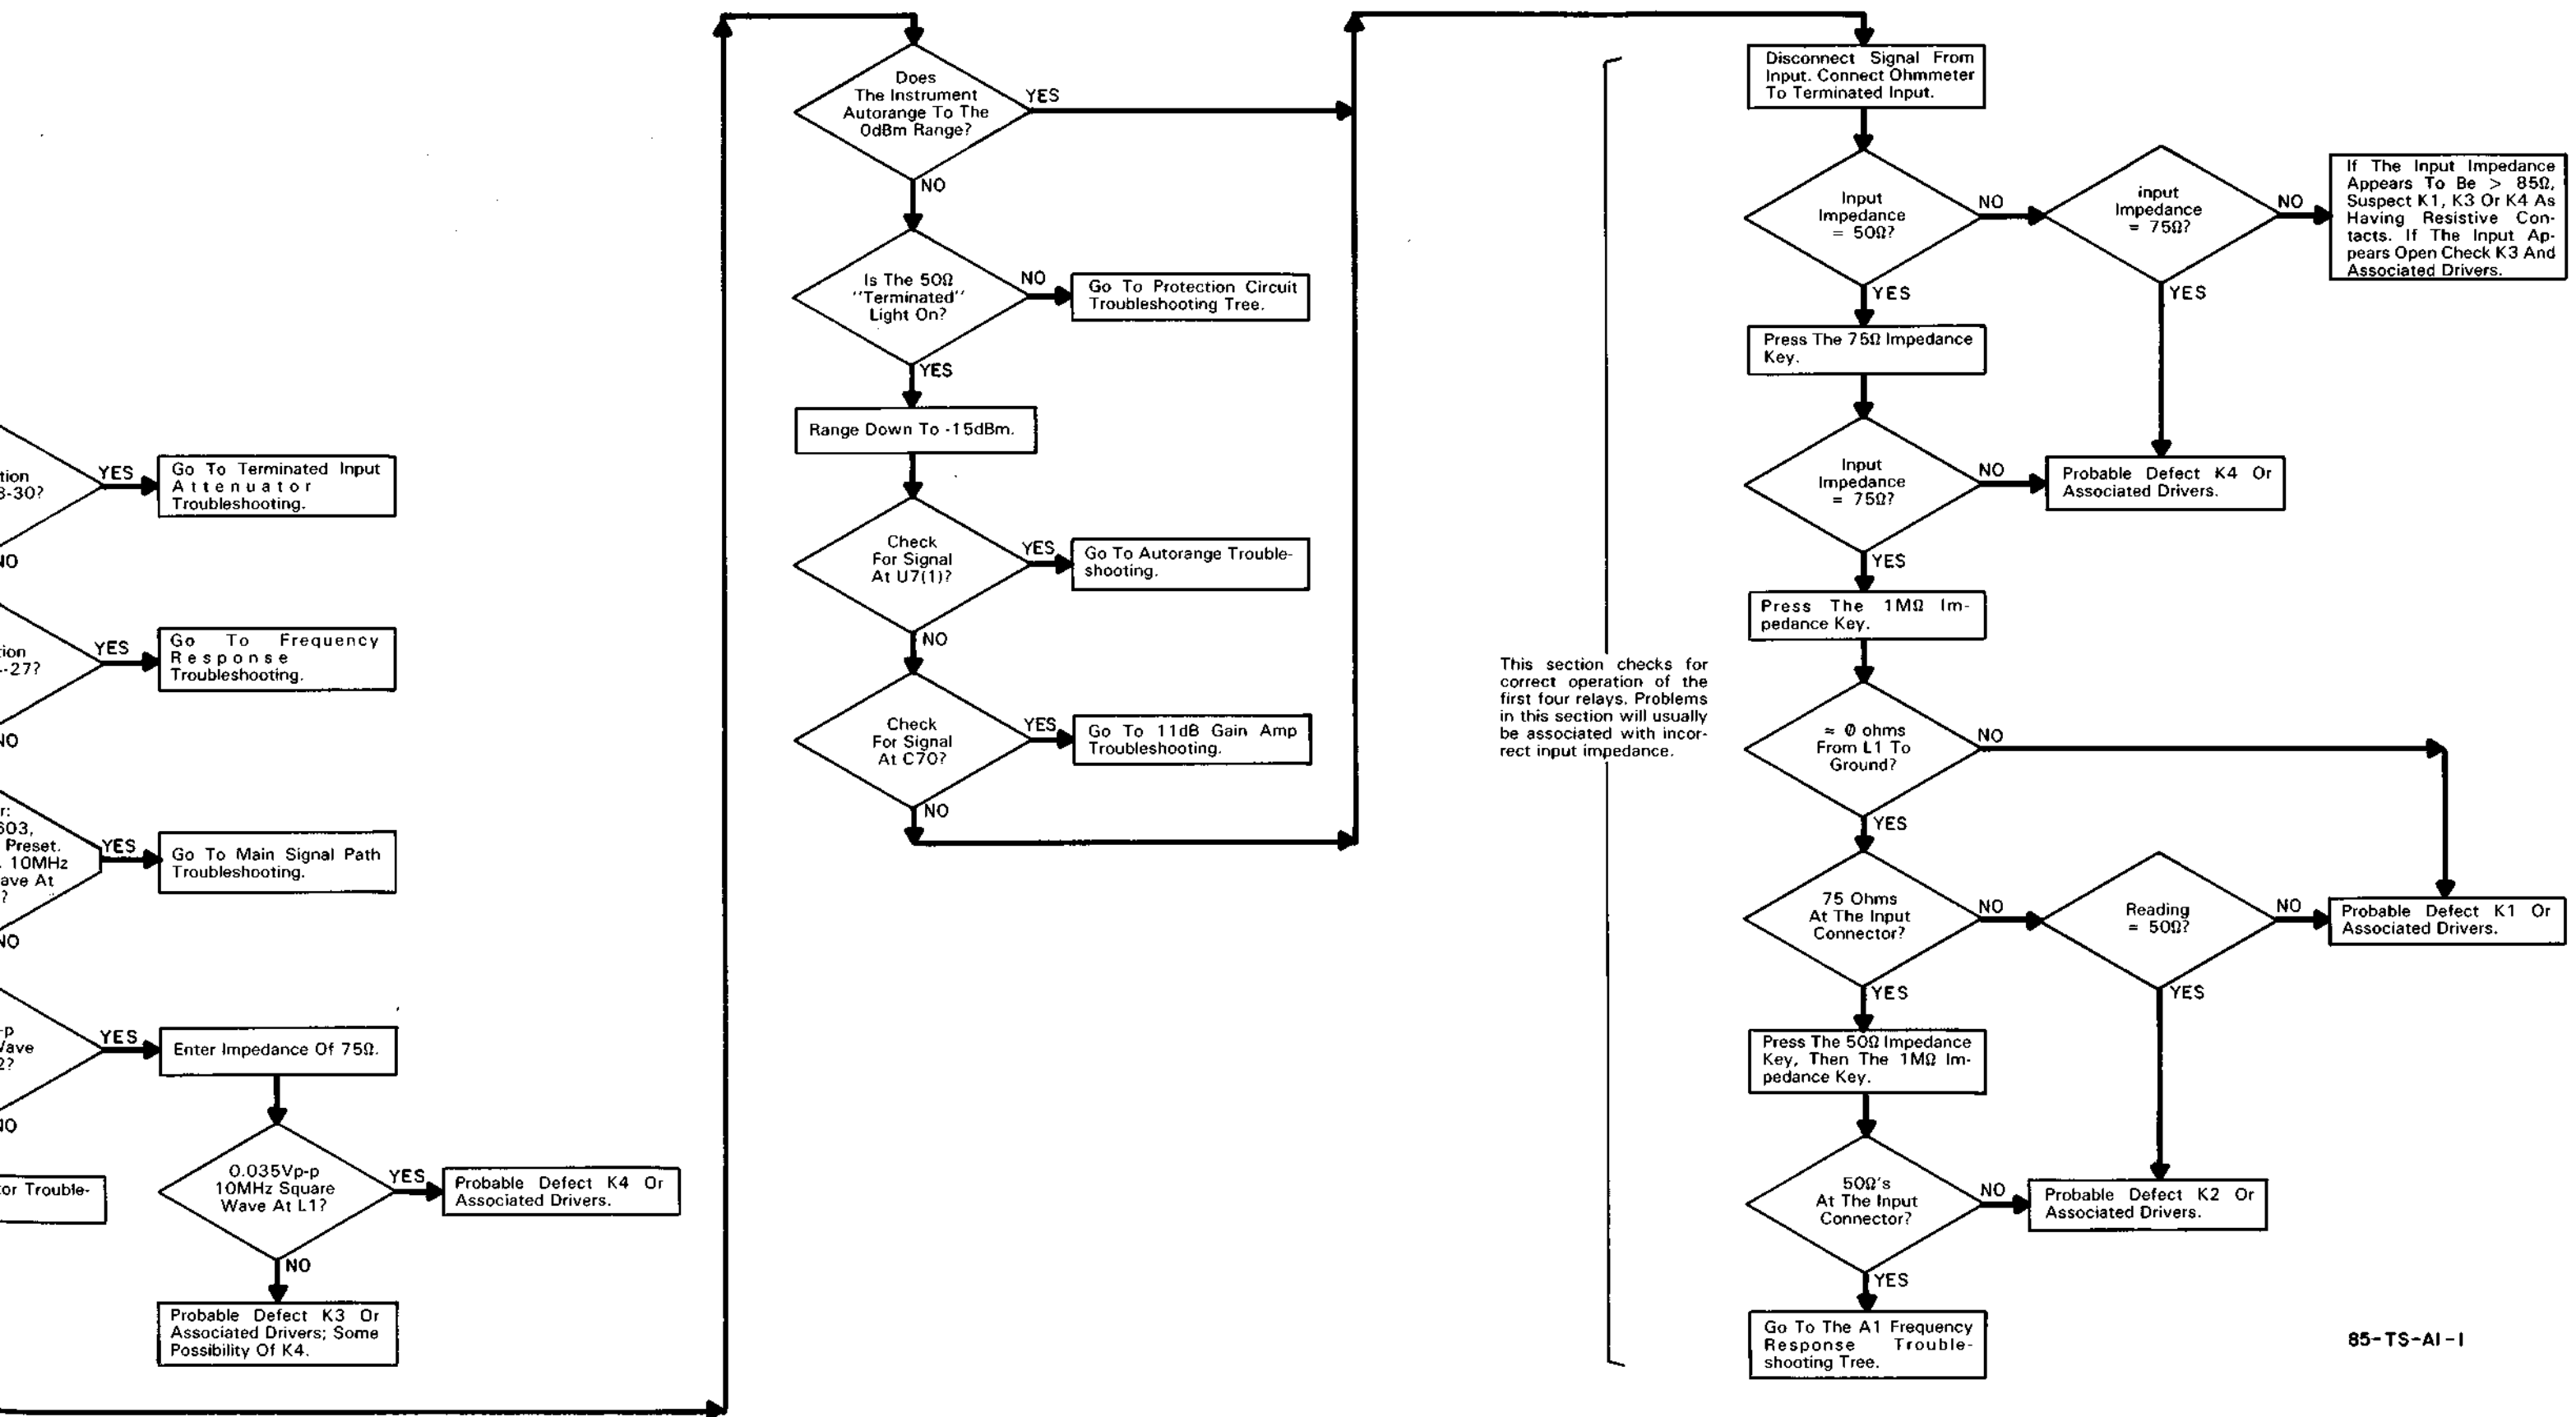 tion
3-30?
YES
Go To Terminated Input
Attenuator
Troubleshooting.
NO
tion
-27?
YES
Go To Frequency
Response
Troubleshooting.
NO
r:
603,
Preset.
10MHz
ave At
?
YES
Go To Main Signal Path
Troubleshooting.
NO
-p
Wave
2?
YES
Enter Impedance Of 75Ω.
NO
tor Trouble-
0.035Vp-p
10MHz Square
Wave At L1?
YES
Probable Defect K4 Or
Associated Drivers.
NO
Probable Defect K3 Or
Associated Drivers; Some
Possibility Of K4.
Does
The Instrument
Autorange To The
0dBm Range?
YES
NO
Is The 50Ω
"Terminated"
Light On?
NO
Go To Protection Circuit
Troubleshooting Tree.
YES
Range Down To -15dBm.
Check
For Signal
At U7(1)?
YES
Go To Autorange Trouble-
shooting.
NO
Check
For Signal
At C70?
YES
Go To 11dB Gain Amp
Troubleshooting.
NO
This section checks for
correct operation of the
first four relays. Problems
in this section will usually
be associated with incor-
rect input impedance.
Disconnect Signal From
Input. Connect Ohmmeter
To Terminated Input.
Input
Impedance
= 50Ω?
NO
input
Impedance
= 75Ω?
NO
If The Input Impedance
Appears To Be > 85Ω,
Suspect K1, K3 Or K4 As
Having Resistive Con-
tacts. If The Input Ap-
pears Open Check K3 And
Associated Drivers.
YES
YES
Press The 75Ω Impedance
Key.
Input
Impedance
= 75Ω?
NO
Probable Defect K4 Or
Associated Drivers.
YES
Press The 1MΩ Im-
pedance Key.
≈ Ø ohms
From L1 To
Ground?
NO
YES
75 Ohms
At The Input
Connector?
NO
Reading
= 50Ω?
NO
Probable Defect K1 Or
Associated Drivers.
YES
YES
Press The 50Ω Impedance
Key, Then The 1MΩ Im-
pedance Key.
50Ω's
At The Input
Connector?
NO
Probable Defect K2 Or
Associated Drivers.
YES
Go To The A1 Frequency
Response Trouble-
shooting Tree.
85-TS-A1-1